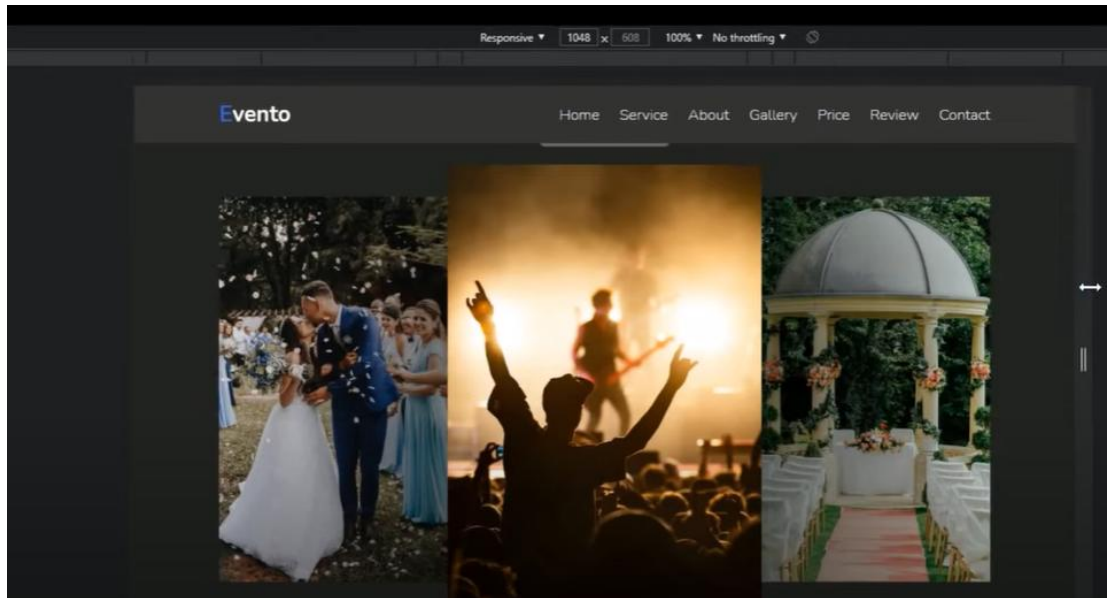 Responsive ▼ 1048 x 608 100% ▼ No throttling ▼
Evento Home Service About Gallery Price Review Contact